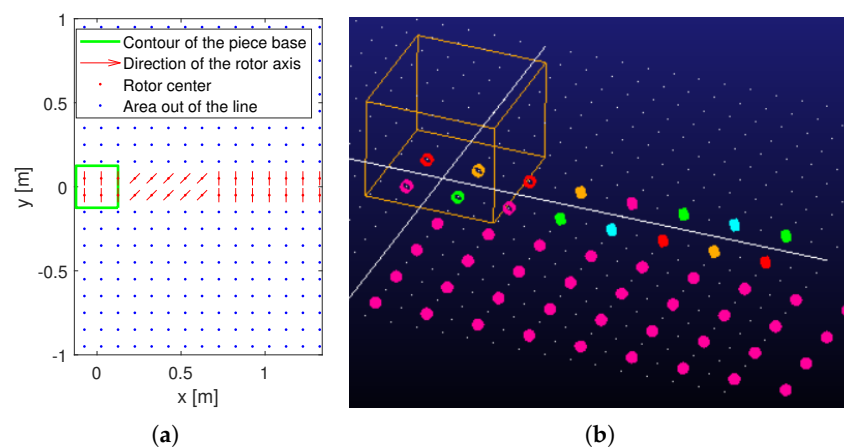 1
Contour of the piece base
Direction of the rotor axis
Rotor center
Area out of the line
0.5
y [m]
0
-0.5
-1
0 0.5 1
x [m]
(a) (b)